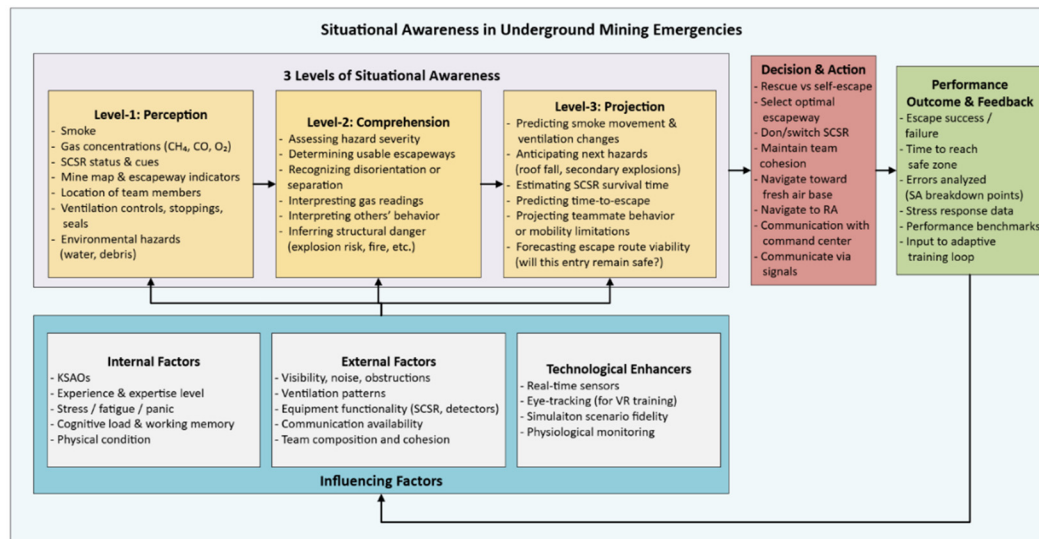 Situational Awareness in Underground Mining Emergencies
3 Levels of Situational Awareness
Level-1: Perception
- Smoke
- Gas concentrations (CH₄, CO, O₂)
- SCSR status & cues
- Mine map & escapeway indicators
- Location of team members
- Ventilation controls, stoppings,
seals
- Environmental hazards
(water, debris)
Level-2: Comprehension
- Assessing hazard severity
- Determining usable escapeways
- Recognizing disorientation or
separation
- Interpresting gas readings
- Interpreting others' behavior
- Inferring structural danger
(explosion risk, fire, etc.)
Level-3: Projection
- Predicting smoke movement &
ventilation changes
- Anticipating next hazards
(roof fall, secondary explosions)
- Estimating SCSR survival time
- Predicting time-to-escape
- Projecting teammate behavior
or mobility limitations
- Forecasting escape route viability
(will this entry remain safe?)
Decision & Action
- Rescue vs self-escape
- Select optimal
escapeway
- Don/switch SCSR
- Maintain team
cohesion
- Navigate toward
fresh air base
- Navigate to RA
- Communication with
command center
- Communicate via
signals
Performance
Outcome & Feedback
- Escape success /
failure
- Time to reach
safe zone
- Errors analyzed
(SA breakdown points)
- Stress response data
- Performance benchmarks
- Input to adaptive
training loop
Internal Factors
- KSAOs
- Experience & expertise level
- Stress / fatigue / panic
- Cognitive load & working memory
- Physical condition
External Factors
- Visibility, noise, obstructions
- Ventilation patterns
- Equipment functionality (SCSR, detectors)
- Communication availability
- Team composition and cohesion
Technological Enhancers
- Real-time sensors
- Eye-tracking (for VR training)
- Simulaiton scenario fidelity
- Physiological monitoring
Influencing Factors